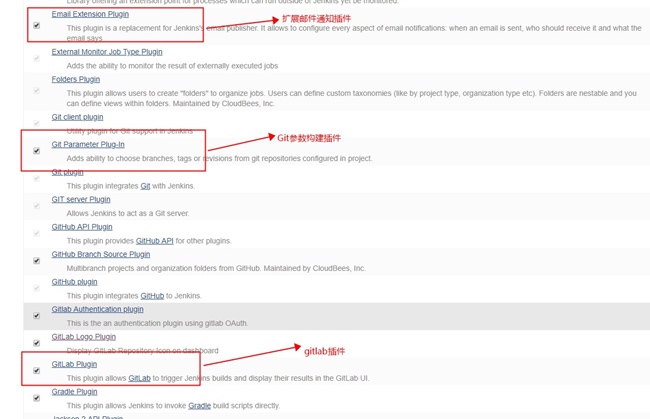 Library offering an extension point for processes which can run outside of Jenkins yet be monitored.
Email Extension Plugin
扩展邮件通知插件
This plugin is a replacement for Jenkins's email publisher. It allows to configure every aspect of email notifications: when an email is sent, who should receive it and what the
email says
External Monitor Job Type Plugin
Adds the ability to monitor the result of externally executed jobs
Folders Plugin
This plugin allows users to create "folders" to organize jobs. Users can define custom taxonomies (like by project type, organization type etc). Folders are nestable and you
can define views within folders. Maintained by CloudBees, Inc.
Git client plugin
Utility plugin for Git support in Jenkins
Git参数构建插件
Git Parameter Plug-In
Adds ability to choose branches, tags or revisions from git repositories configured in project.
Git plugin
This plugin integrates Git with Jenkins.
GIT server Plugin
Allows Jenkins to act as a Git server.
GitHub API Plugin
This plugin provides GitHub API for other plugins.
GitHub Branch Source Plugin
Multibranch projects and organization folders from GitHub. Maintained by CloudBees, Inc.
GitHub plugin
This plugin integrates GitHub to Jenkins.
Gitlab Authentication plugin
This is the an authentication plugin using gitlab OAuth.
GitLab Logo Plugin
Display GitLab Repository Icon on dashboard
gitlab插件
GitLab Plugin
This plugin allows GitLab to trigger Jenkins builds and display their results in the GitLab UI.
Gradle Plugin
This plugin allows Jenkins to invoke Gradle build scripts directly.
Jackson 2 API Plugin